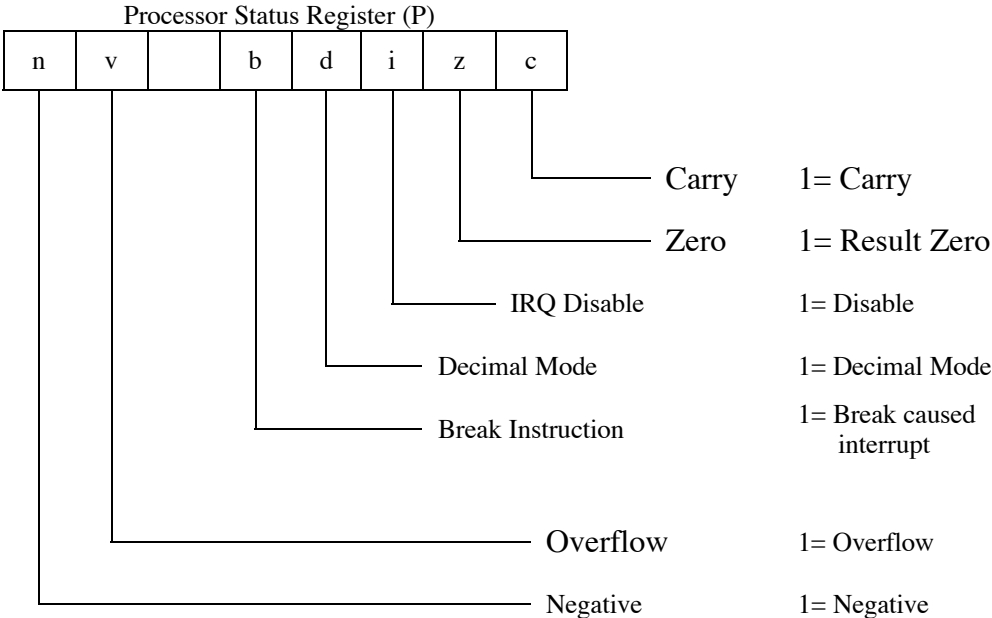 Processor Status Register (P)
n v b d i z c
Carry 1= Carry
Zero 1= Result Zero
IRQ Disable 1= Disable
Decimal Mode 1= Decimal Mode
Break Instruction 1= Break caused
interrupt
Overflow 1= Overflow
Negative 1= Negative